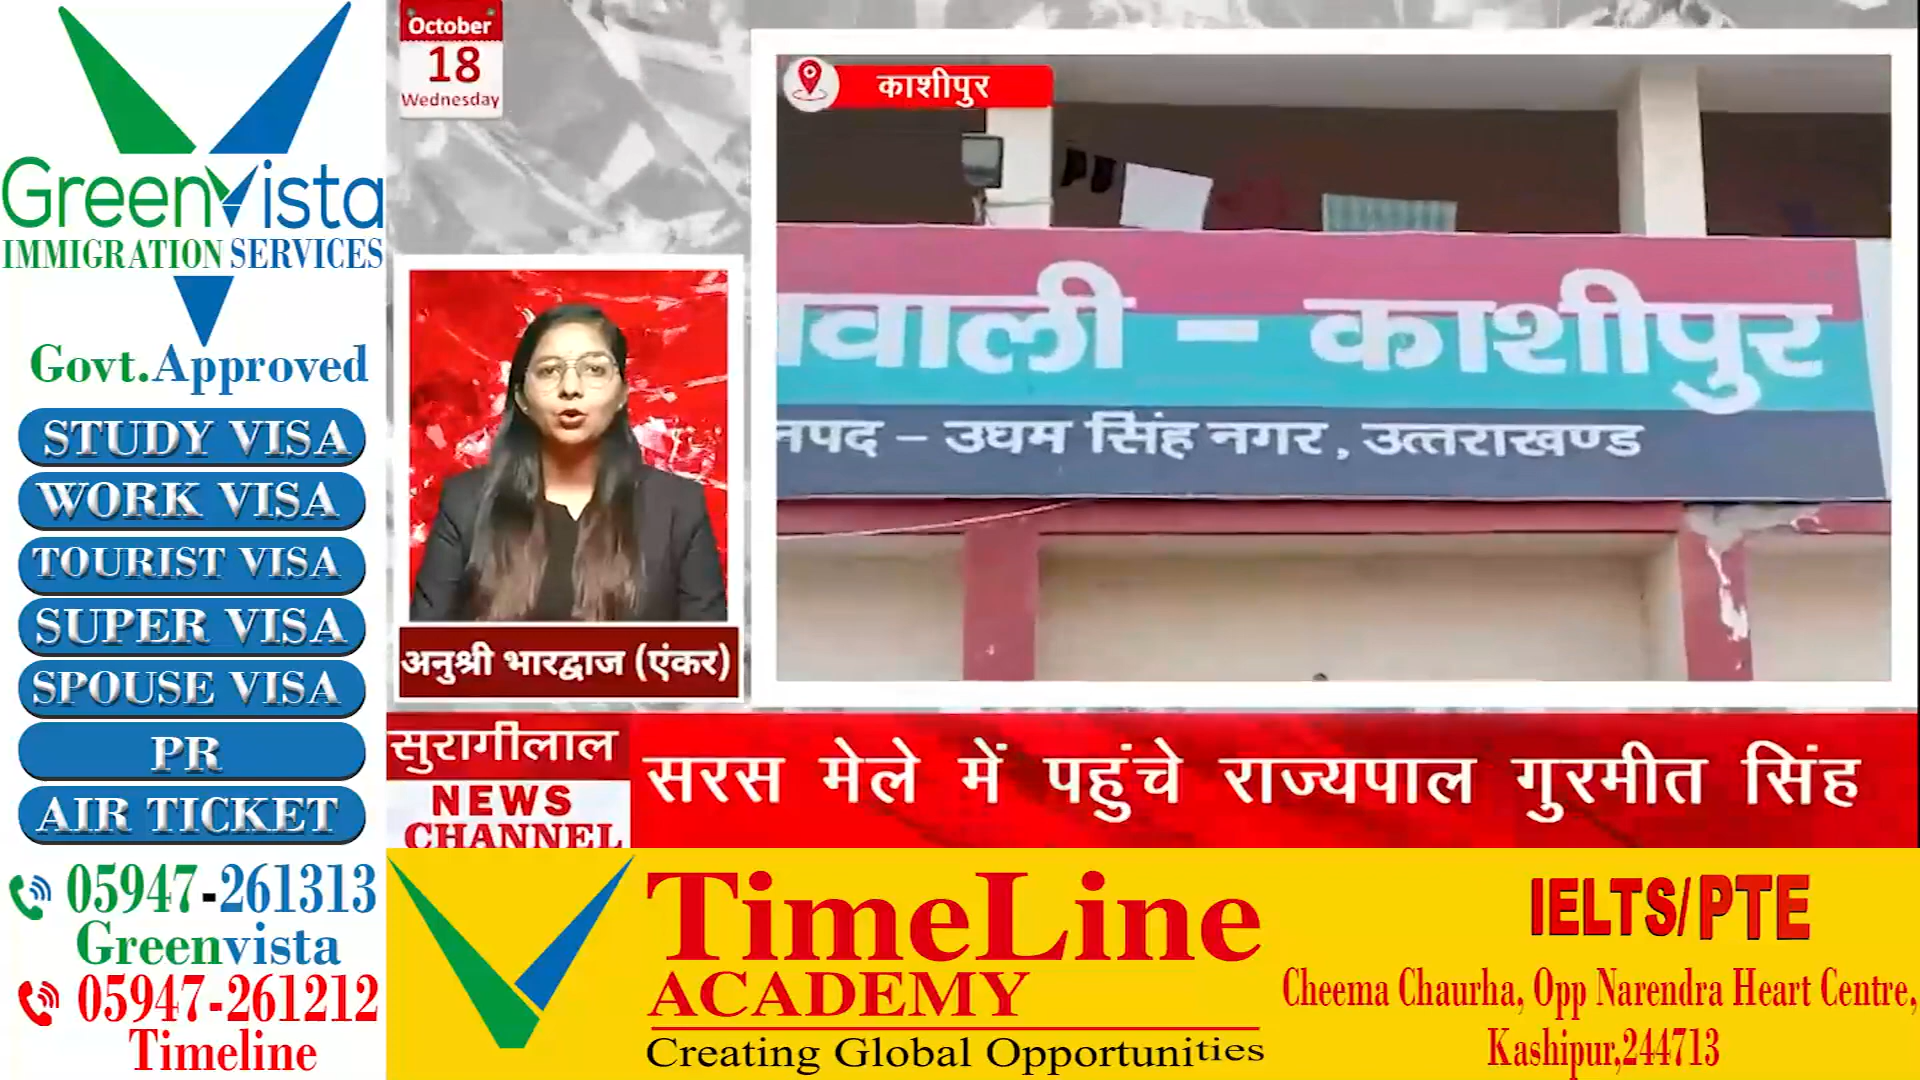 GreenVista
IMMIGRATION SERVICES
Govt.Approved
STUDY VISA
WORK VISA
TOURIST VISA
SUPER VISA
SPOUSE VISA
PR
AIR TICKET
05947-261313
Greenvista
05947-261212
Timeline
October
18
Wednesday
काशीपुर
वाली - काशीपुर
नपद - उधम सिंह नगर, उत्तराखण्ड
अनुश्री भारद्वाज (एंकर)
सुरागीलाल
NEWS
CHANNEL
सरस मेले में पहुंचे राज्यपाल गुरमीत सिंह
TimeLine
ACADEMY
Creating Global Opportunities
IELTS/PTE
Cheema Chaurha, Opp Narendra Heart Centre,
Kashipur,244713